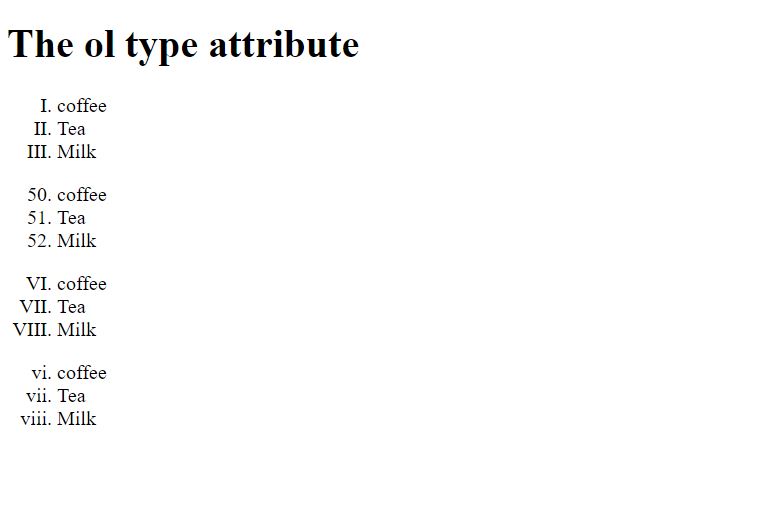 The ol type attribute
I. coffee
II. Tea
III. Milk
50. coffee
51. Tea
52. Milk
VI. coffee
VII. Tea
VIII. Milk
vi. coffee
vii. Tea
viii. Milk